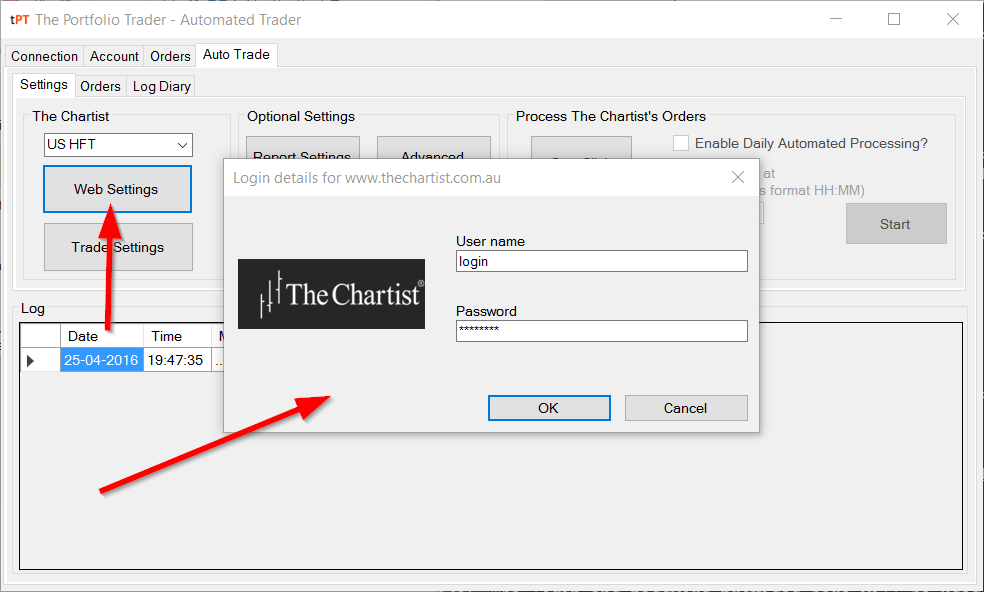 tPT The Portfolio Trader - Automated Trader
Connection Account Orders Auto Trade
Settings Orders Log Diary
The Chartist
US HFT
Web Settings
Trade Settings
Optional Settings
Report Settings Advanced
Process The Chartist's Orders
Enable Daily Automated Processing?
at
s format HH:MM)
Start
Login details for www.thechartist.com.au
The Chartist®
User name
login
Password
********
OK Cancel
Log
Date Time
25-04-2016 19:47:35 ...